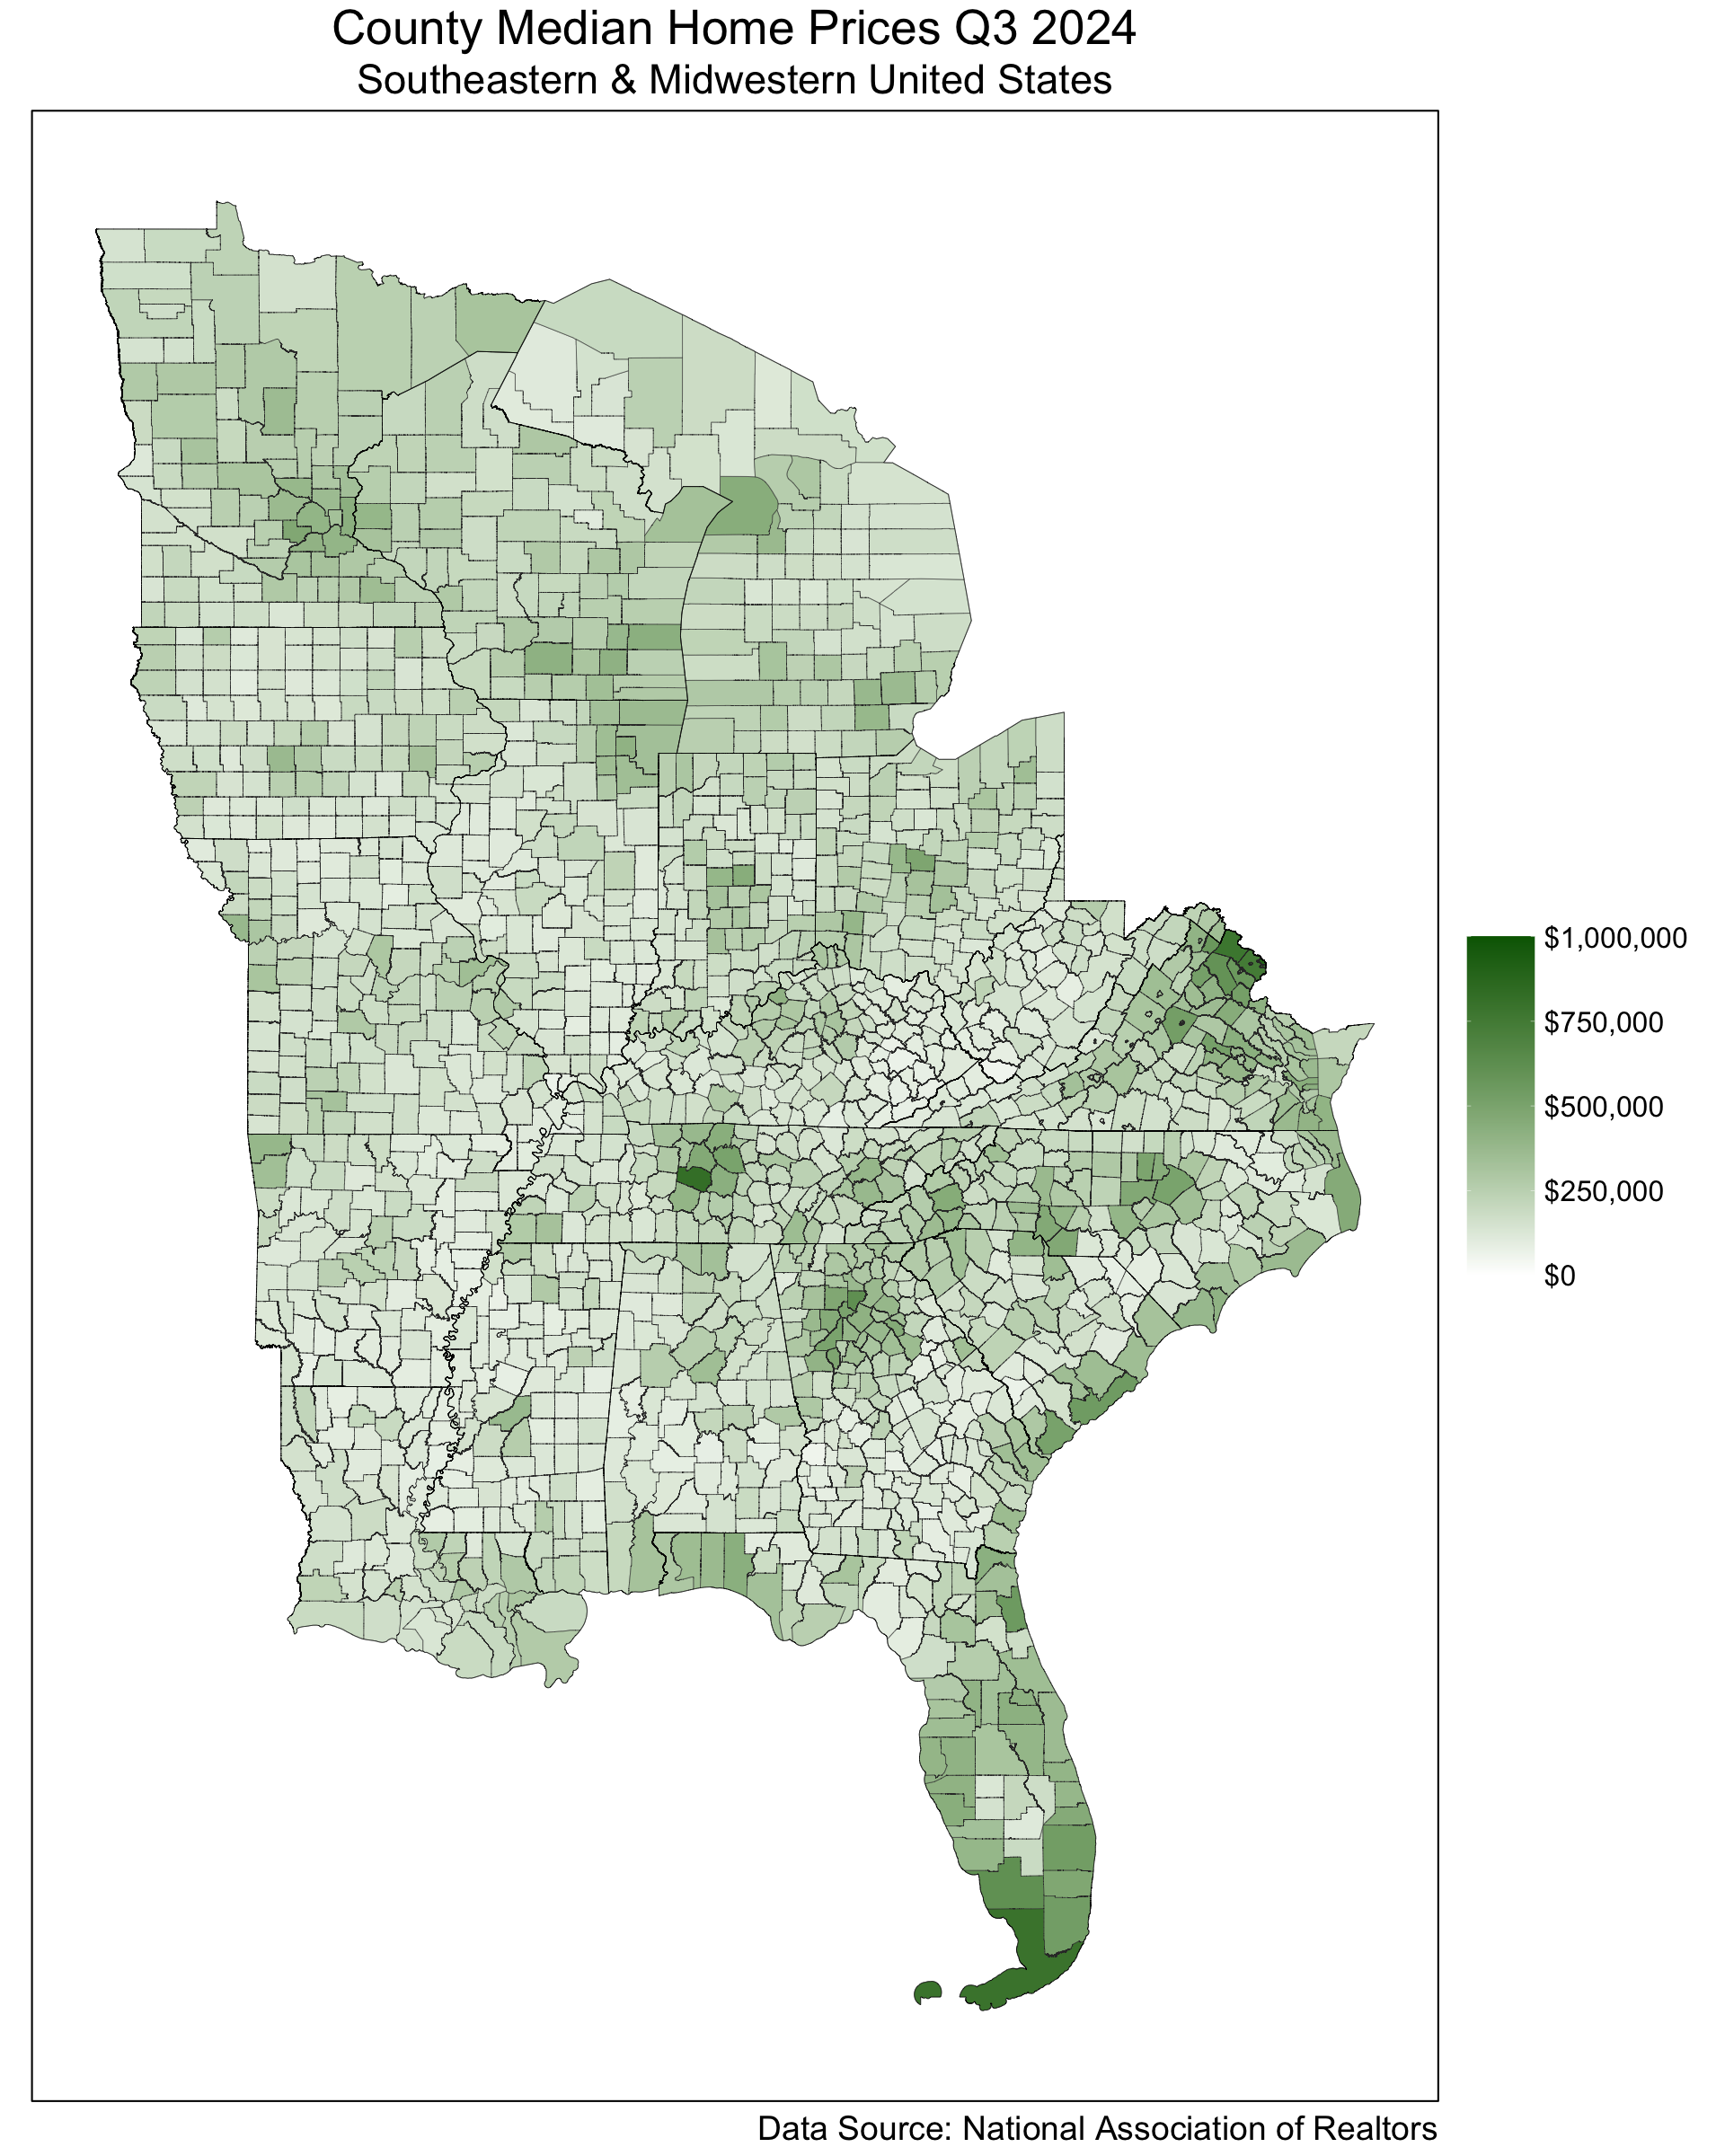 County Median Home Prices Q3 2024
Southeastern & Midwestern United States
$1,000,000
$750,000
$500,000
$250,000
$0
Data Source: National Association of Realtors